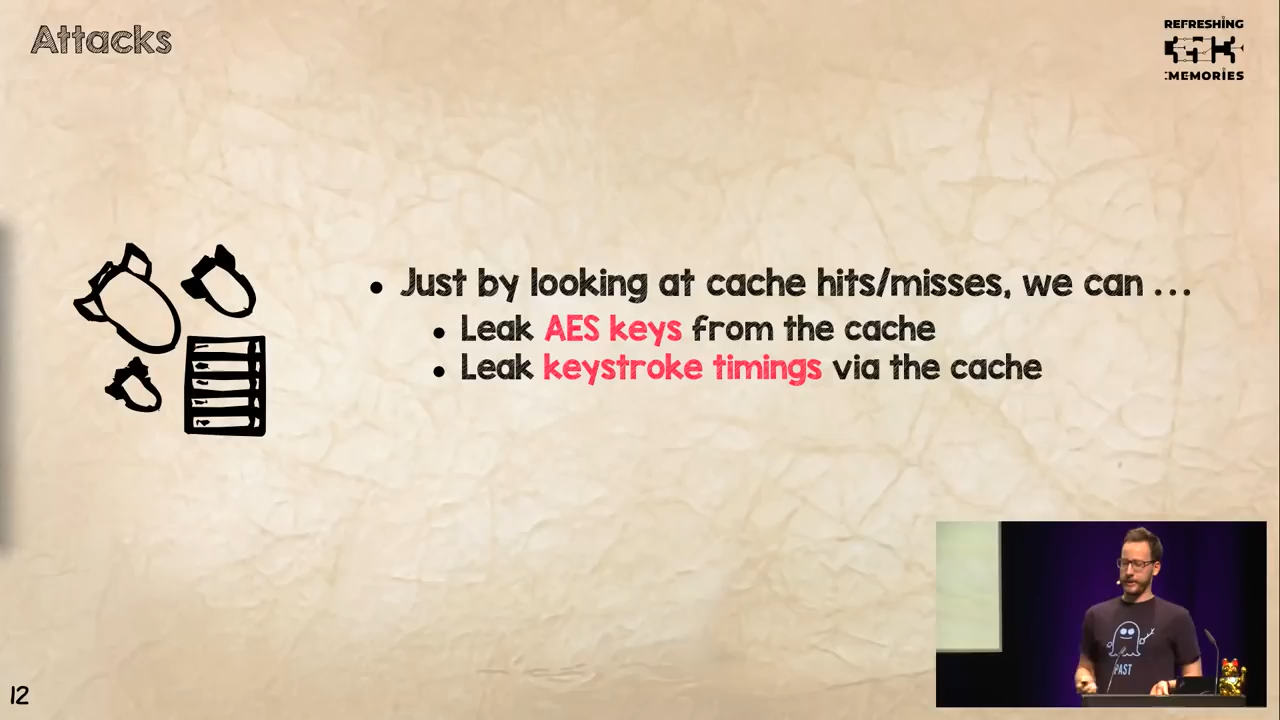 Attacks
REFRESHING
:MEMORIES
• Just by looking at cache hits/misses, we can ...
• Leak AES keys from the cache
• Leak keystroke timings via the cache
PAST
12